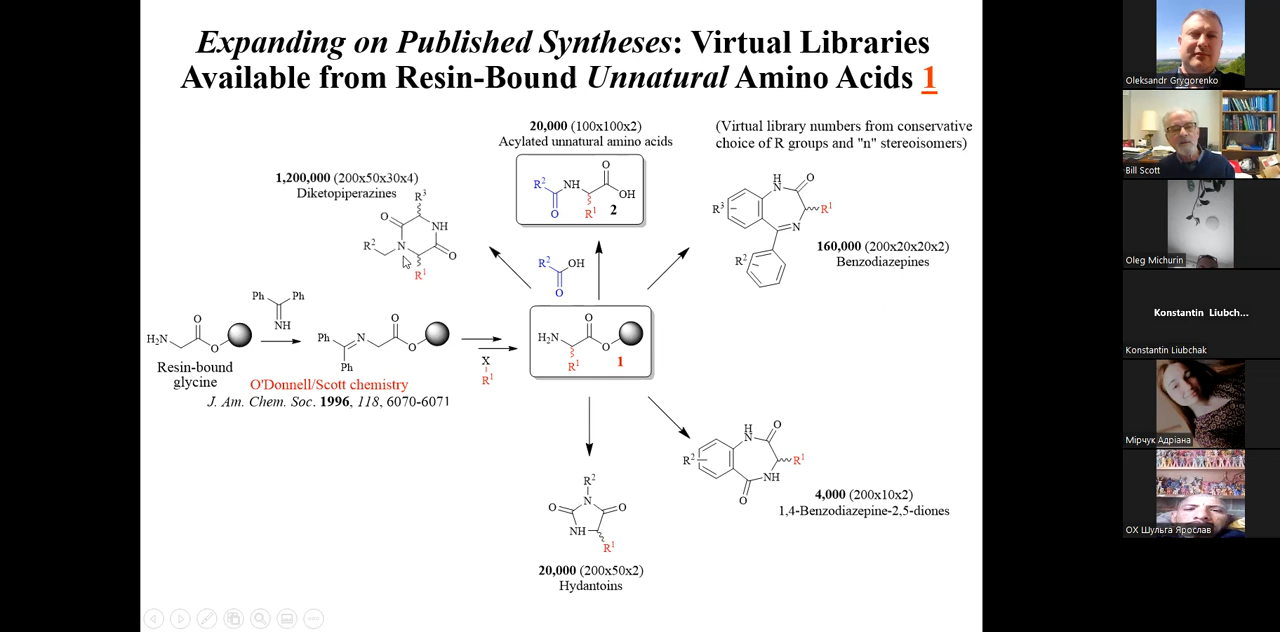 Expanding on Published Syntheses: Virtual Libraries
Available from Resin-Bound Unnatural Amino Acids 1
20,000 (100x100x2)
Acylated unnatural amino acids
(Virtual library numbers from conservative
choice of R groups and "n" stereoisomers)
1,200,000 (200x50x30x4)
Diketopiperazines
R³
O
NH
R²
N
O
R¹
R²
NH
O
OH
O
R¹
2
H
N
O
R³
R¹
N
R²
160,000 (200x20x20x2)
Benzodiazepines
R²
OH
O
Ph
Ph
NH
O
H₂N
O
Resin-bound
glycine
Ph
N
O
O
Ph
O'Donnell/Scott chemistry
J. Am. Chem. Soc. 1996, 118, 6070-6071
X
R¹
H₂N
O
O
R¹
1
R²
N
O
O
NH
R¹
20,000 (200x50x2)
Hydantoins
H
N
O
R²
R¹
NH
O
4,000 (200x10x2)
1,4-Benzodiazepine-2,5-diones
Oleksandr Grygorenko
Bill Scott
Oleg Michurin
Konstantin Liubch...
Konstantin Liubchak
Мірчук Адріана
ОХ Шульга Ярослав